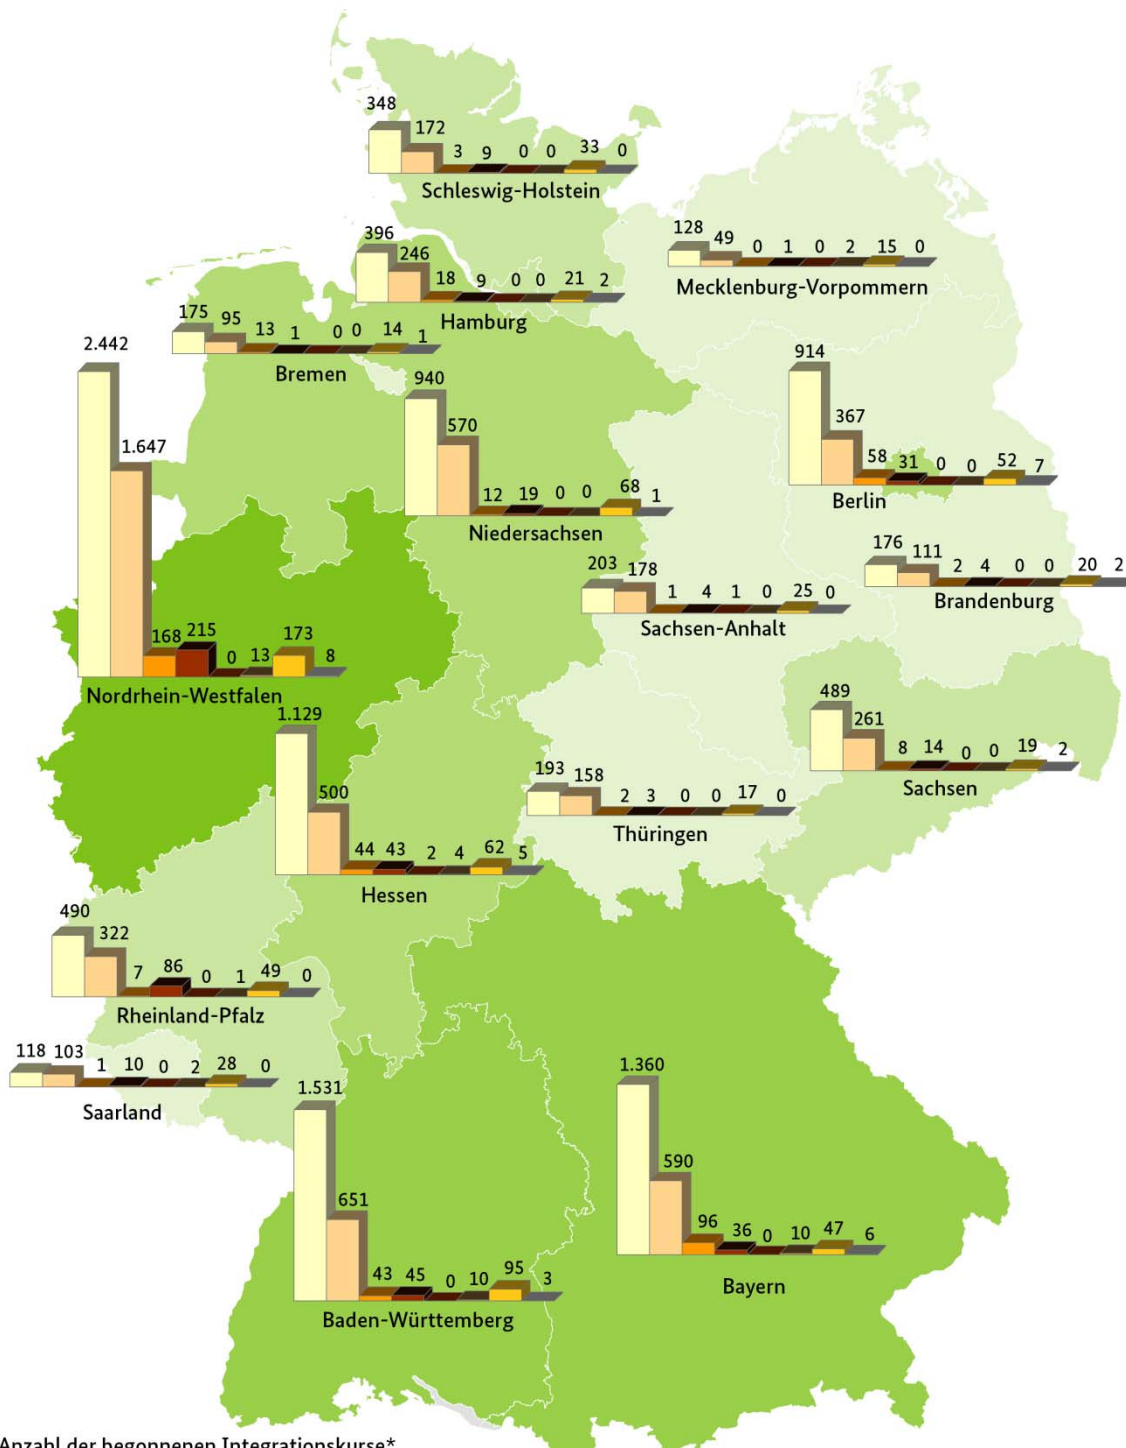 348
172
3 9 0 0 33 0
Schleswig-Holstein
128
49 0 1 0 2 15 0
Mecklenburg-Vorpommern
396
246
18 9 0 0 21 2
Hamburg
175 95 13 1 0 0 14 1
Bremen
2.442
1.647
168 215 0 13 173 8
Nordrhein-Westfalen
940
570
12 19 0 0 68 1
Niedersachsen
914
367
58 31 0 0 52 7
Berlin
176 111 2 4 0 0 20 2
Brandenburg
203 178 1 4 1 0 25 0
Sachsen-Anhalt
489
261
8 14 0 0 19 2
Sachsen
1.129
500
44 43 2 4 62 5
Hessen
193 158 2 3 0 0 17 0
Thüringen
490
322
7 86 0 1 49 0
Rheinland-Pfalz
118 103 1 10 0 2 28 0
Saarland
1.531
651
43 45 0 10 95 3
Baden-Württemberg
1.360
590
96 36 0 10 47 6
Bayern
Anzahl der begonnenen Integrationskurse*